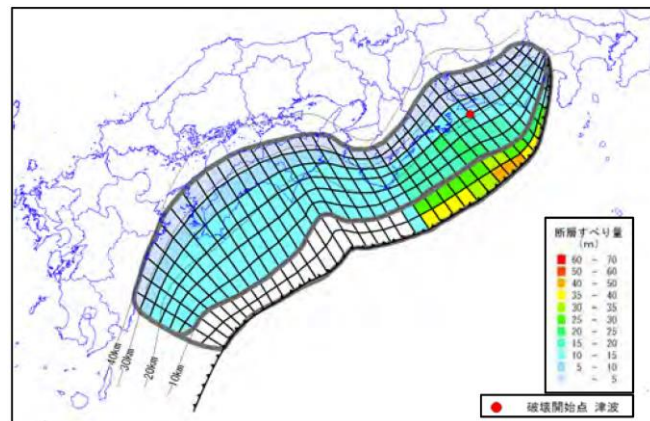 断層すべり量
(m)
60 ～ 70
50 ～ 60
40 ～ 50
35 ～ 40
30 ～ 35
25 ～ 30
20 ～ 25
15 ～ 20
10 ～ 15
5 ～ 10
～ 5
40km
30km
20km
10km
破壊開始点 津波